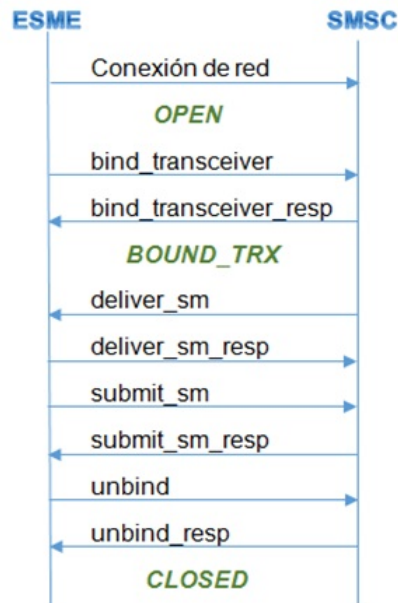 ESME SMSC
Conexión de red
OPEN
bind_transceiver
bind_transceiver_resp
BOUND_TRX
deliver_sm
deliver_sm_resp
submit_sm
submit_sm_resp
unbind
unbind_resp
CLOSED